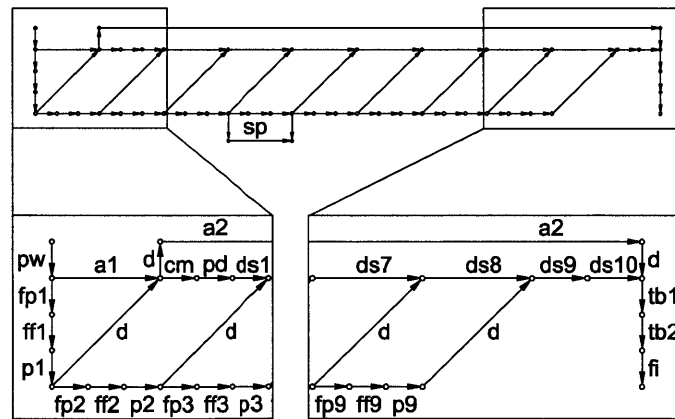 sp
a2
a2
pw
a1
d
cm
pd
ds1
ds7
ds8
ds9
ds10
d
fp1
tb1
ff1
d
d
d
d
tb2
p1
fi
fp2
ff2
p2
fp3
ff3
p3
fp9
ff9
p9